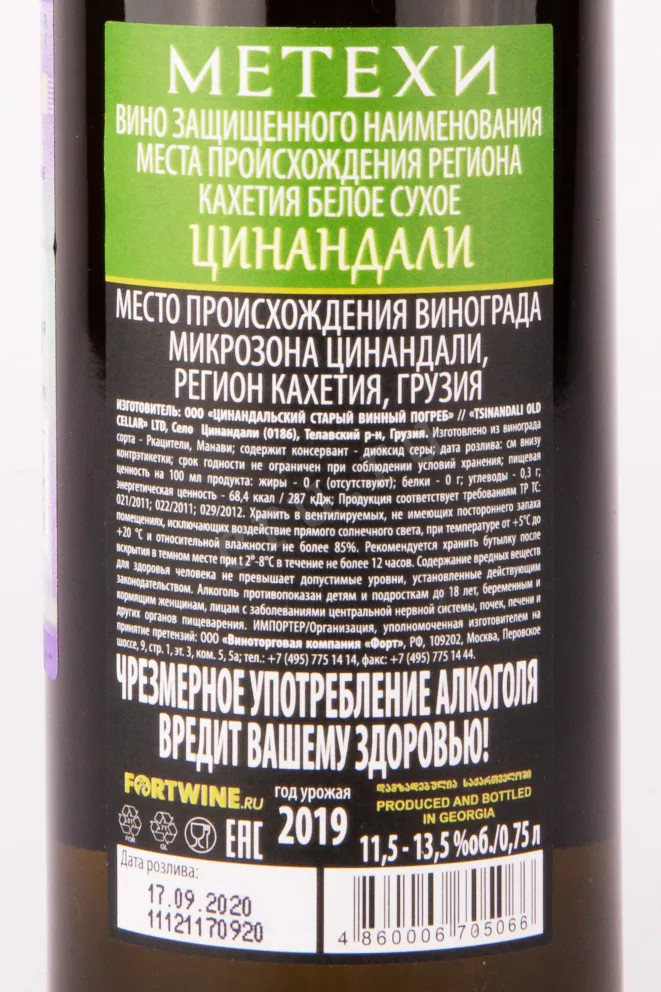 МЕТЕХИ
ВИНО ЗАЩИЩЕННОГО НАИМЕНОВАНИЯ
МЕСТА ПРОИСХОЖДЕНИЯ РЕГИОНА
КАХЕТИЯ БЕЛОЕ СУХОЕ
ЦИНАНДАЛИ
МЕСТО ПРОИСХОЖДЕНИЯ ВИНОГРАДА
МИКРОЗОНА ЦИНАНДАЛИ,
РЕГИОН КАХЕТИЯ, ГРУЗИЯ
ИЗГОТОВИТЕЛЬ: ООО «ЦИНАНДАЛЬСКИЙ СТАРЫЙ ВИННЫЙ ПОГРЕБ» // «TSINANDALI OLD
CELLAR» LTD, Село Цинандали (0186), Телавский р-н, Грузия. Изготовлено из винограда
сорта - Ркацители, Манави; содержит консервант - диоксид серы; дата розлива: см внизу
контрэтикетки; срок годности не ограничен при соблюдении условий хранения; пищевая
ценность на 100 мл продукта: жиры - 0 г (отсутствуют); белки - 0 г; углеводы - 0,3 г;
энергетическая ценность - 68,4 ккал / 287 кДж; Продукция соответствует требованиям ТР ТС:
021/2011; 022/2011; 029/2012. Хранить в вентилируемых, не имеющих постороннего запаха
помещениях, исключающих воздействие прямого солнечного света, при температуре от +5°С до
+20 °С и относительной влажности не более 85%. Рекомендуется хранить бутылку после
вскрытия в темном месте при t 2°-8°С в течение не более 12 часов. Содержание вредных веществ
для здоровья человека не превышает допустимые уровни, установленные действующим
законодательством. Алкоголь противопоказан детям и подросткам до 18 лет, беременным и
кормящим женщинам, лицам с заболеваниями центральной нервной системы, почек, печени и
других органов пищеварения. ИМПОРТЕР/Организация, уполномоченная изготовителем на
принятие претензий: ООО «Виноторговая компания «Форт», РФ, 109202, Москва, Перовское
шоссе, 9, стр. 1, эт. 3, ком. 5, 5а; тел.: +7 (495) 775 14 14, факс: +7 (495) 775 14 44.
ЧРЕЗМЕРНОЕ УПОТРЕБЛЕНИЕ АЛКОГОЛЯ
ВРЕДИТ ВАШЕМУ ЗДОРОВЬЮ!
FORTWINE.RU
год урожая
2019
დამზადებულია საქართველოში
PRODUCED AND BOTTLED
IN GEORGIA
FOR
GL
EAC
11,5 - 13,5 %об./0,75 л
Дата розлива:
17.09.2020
11121170920
4 860006 705066